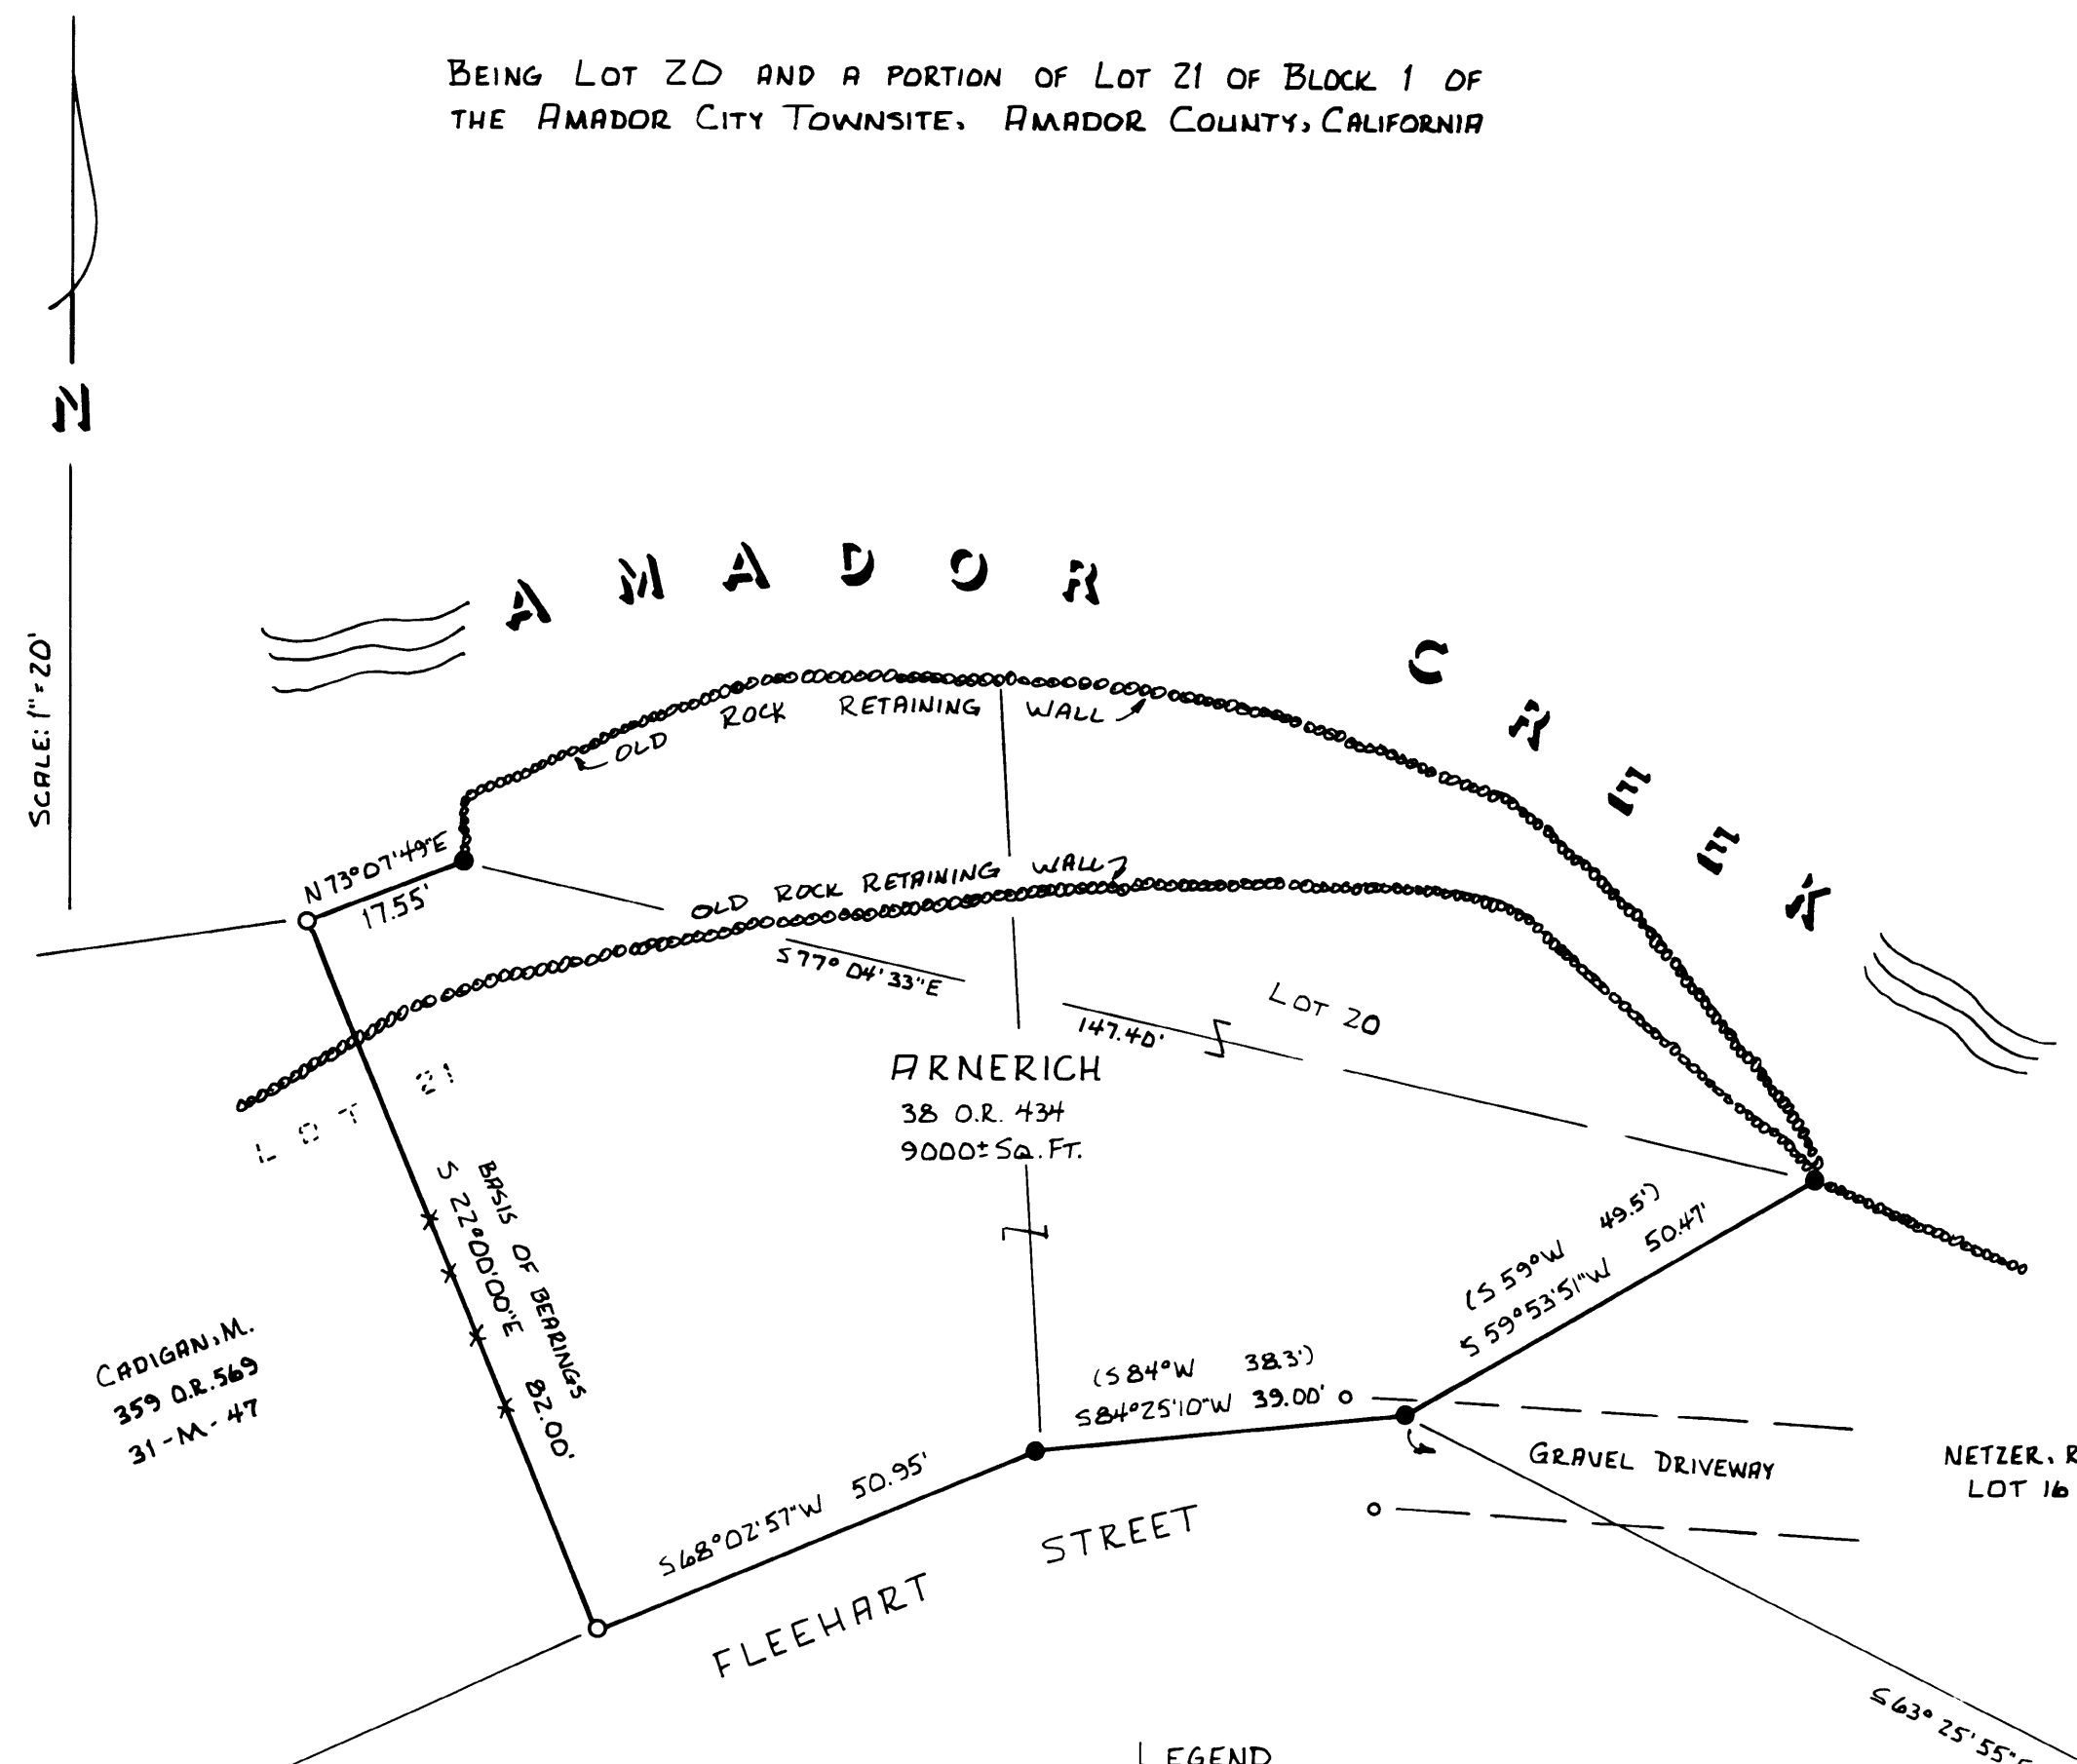 BEING LOT 20 AND A PORTION OF LOT 21 OF BLOCK 1 OF
THE AMADOR CITY TOWNSITE, AMADOR COUNTY, CALIFORNIA
N
SCALE: 1" = 20'
AMADOR CREEK
OLD ROCK RETAINING WALL
N73°07'49"E
17.55'
OLD ROCK RETAINING WALL
S77°04'33"E
147.40'
LOT 20
LOT 21
ARNERICH
38 O.R. 434
9000± SQ. FT.
BASIS OF BEARINGS
S 22°00'00"E 82.00'
CADIGAN, M.
359 O.R. 569
31-M-47
(S 59°W 49.5')
S 59°53'51"W 50.47'
(S 84°W 38.3')
S84°25'10"W 39.00'
S68°02'57"W 50.95'
GRAVEL DRIVEWAY
NETZER, R
LOT 16
FLEEHART STREET
S63°25'55"E
LEGEND